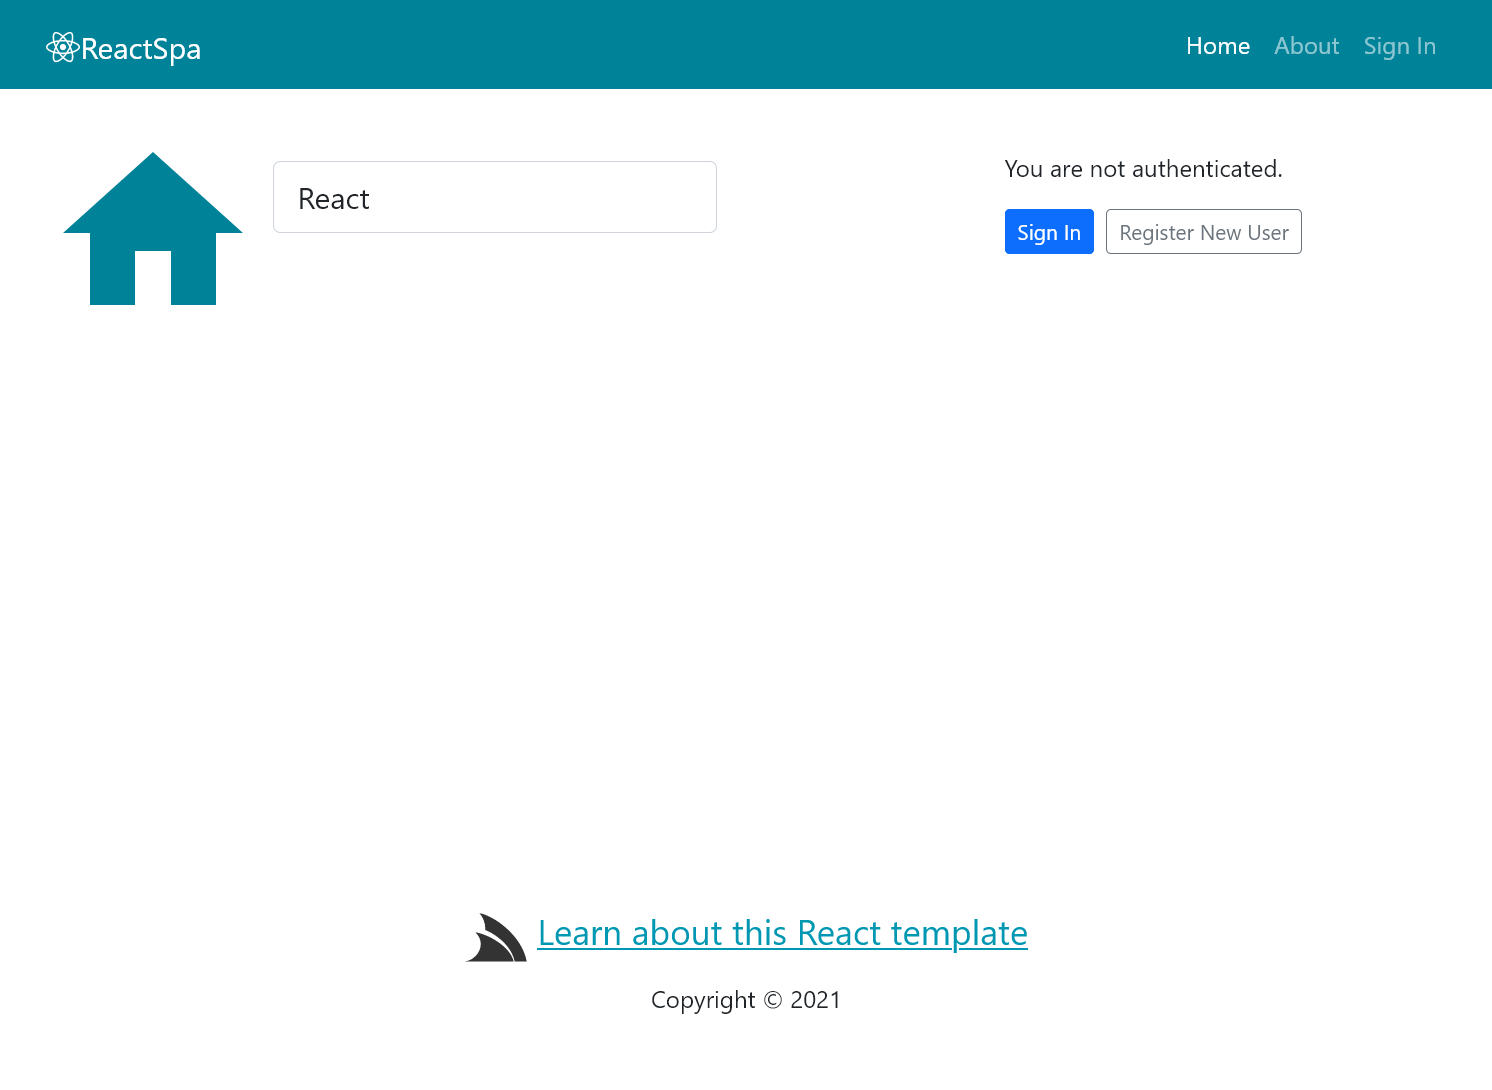 ReactSpa
Home About Sign In
React
You are not authenticated.
Sign In Register New User
Learn about this React template
Copyright © 2021